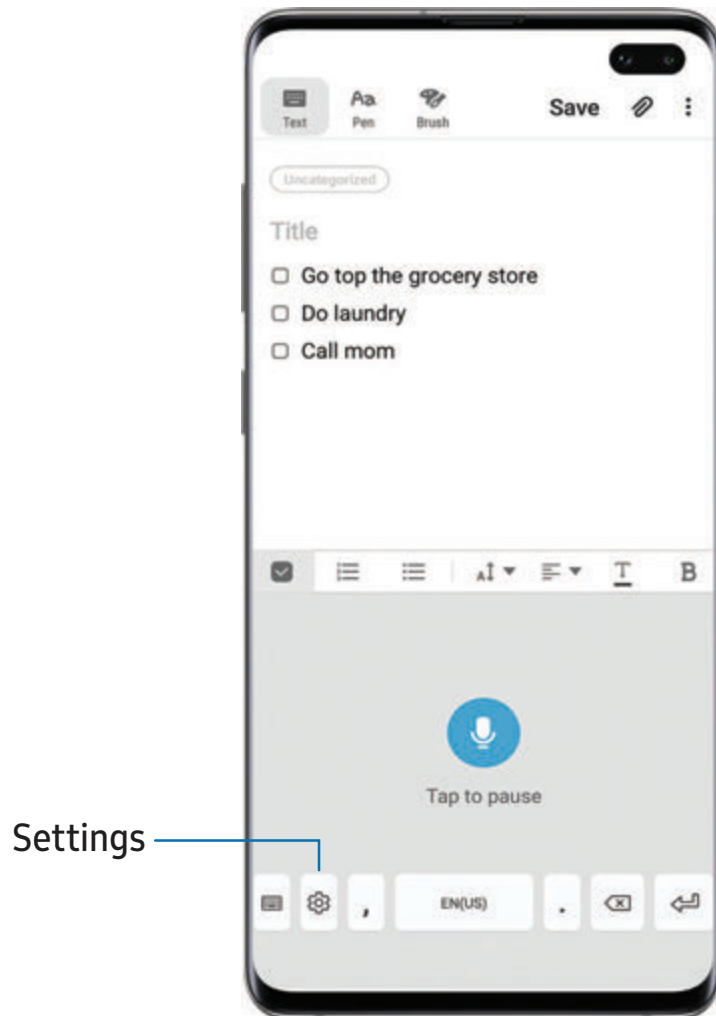 Text
Aa
Pen
Brush
Save
Uncategorized
Title
Go top the grocery store
Do laundry
Call mom
A
T
B
Tap to pause
Settings
, EN(US) .